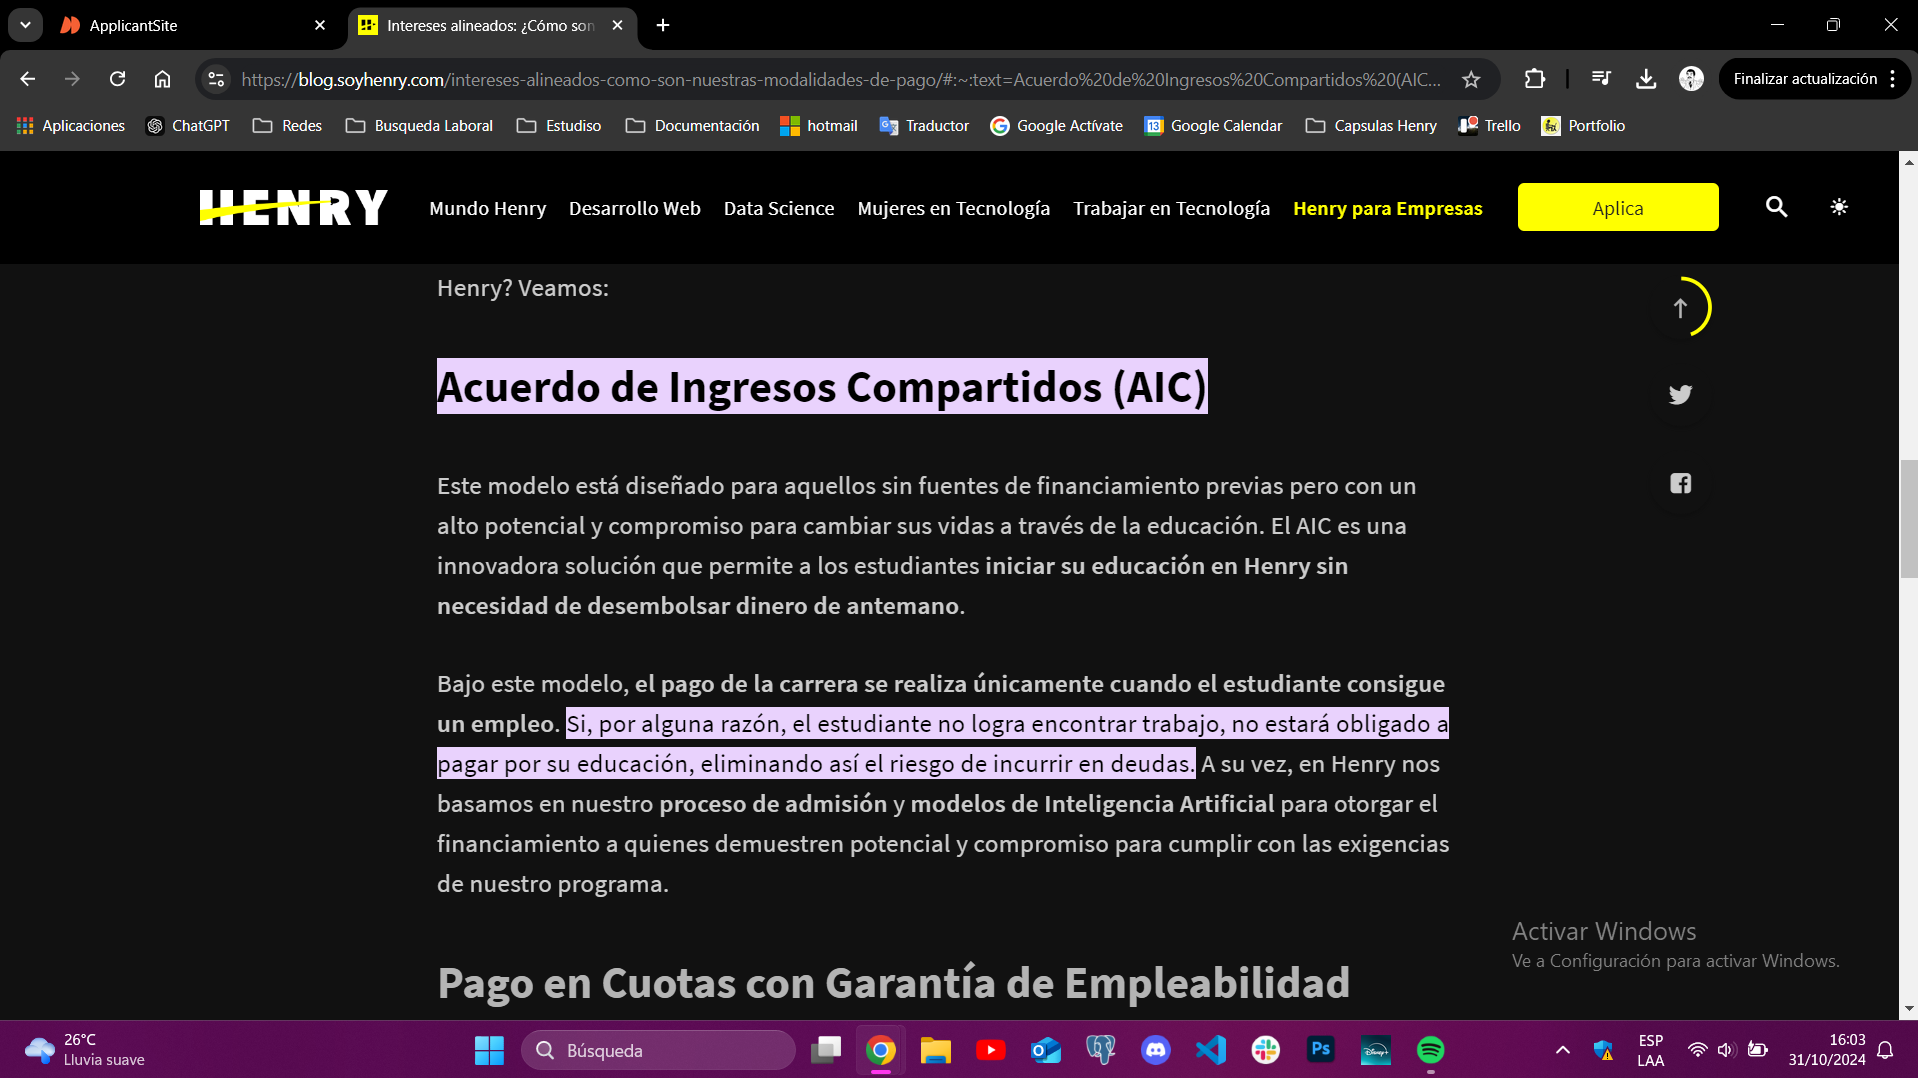 ApplicantSite
Intereses alineados: ¿Cómo son
https://blog.soyhenry.com/intereses-alineados-como-son-nuestras-modalidades-de-pago/#:~:text=Acuerdo%20de%20Ingresos%20Compartidos%20(AIC...
Finalizar actualización
Aplicaciones
ChatGPT
Redes
Busqueda Laboral
Estudiso
Documentación
hotmail
Traductor
Google Actívate
13
Google Calendar
Capsulas Henry
Trello
Portfolio
HENRY
Mundo Henry
Desarrollo Web
Data Science
Mujeres en Tecnología
Trabajar en Tecnología
Henry para Empresas
Aplica
Henry? Veamos:
Acuerdo de Ingresos Compartidos (AIC)
Este modelo está diseñado para aquellos sin fuentes de financiamiento previas pero con un
alto potencial y compromiso para cambiar sus vidas a través de la educación. El AIC es una
innovadora solución que permite a los estudiantes iniciar su educación en Henry sin
necesidad de desembolsar dinero de antemano.
Bajo este modelo, el pago de la carrera se realiza únicamente cuando el estudiante consigue
un empleo. Si, por alguna razón, el estudiante no logra encontrar trabajo, no estará obligado a
pagar por su educación, eliminando así el riesgo de incurrir en deudas. A su vez, en Henry nos
basamos en nuestro proceso de admisión y modelos de Inteligencia Artificial para otorgar el
financiamiento a quienes demuestren potencial y compromiso para cumplir con las exigencias
de nuestro programa.
Pago en Cuotas con Garantía de Empleabilidad
Activar Windows
Ve a Configuración para activar Windows.
26°C
Lluvia suave
Búsqueda
Ps
Disney+
ESP
LAA
16:03
31/10/2024